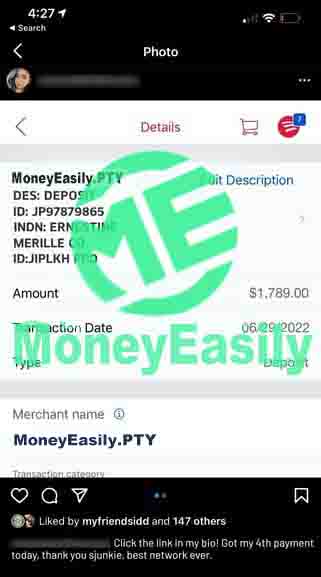 4:27
Search
Photo
Details
7
MoneyEasily.PTY
Edit Description
DES: DEPOSIT
ID: JP97879865
INDN: ERNESTINE
MERILLE CO
ME
ID:JIPLKH PPD
Amount
$1,789.00
Transaction Date
06/29/2022
MoneyEasily
Type
Deposit
Merchant name
MoneyEasily.PTY
Transaction category
Liked by myfriendsidd and 147 others
Click the link in my bio! Got my 4th payment
today, thank you sjunkie, best network ever.